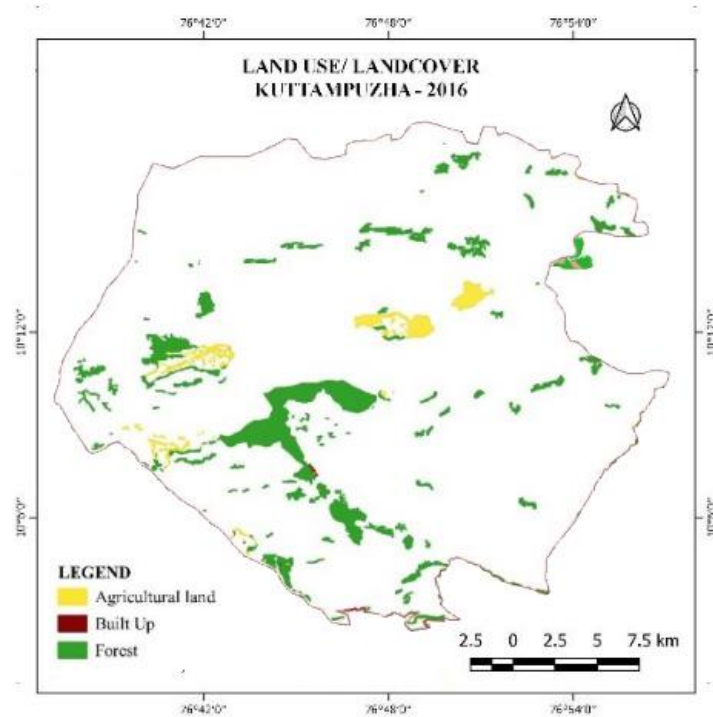 76°42'0" 76°48'0" 76°54'0"
LAND USE/ LANDCOVER
KUTTAMPUZHA - 2016
10°12'0" 10°12'0"
10°6'0" 10°6'0"
LEGEND
Agricultural land
Built Up
Forest
2.5 0 2.5 5 7.5 km
76°42'0" 76°48'0" 76°54'0"